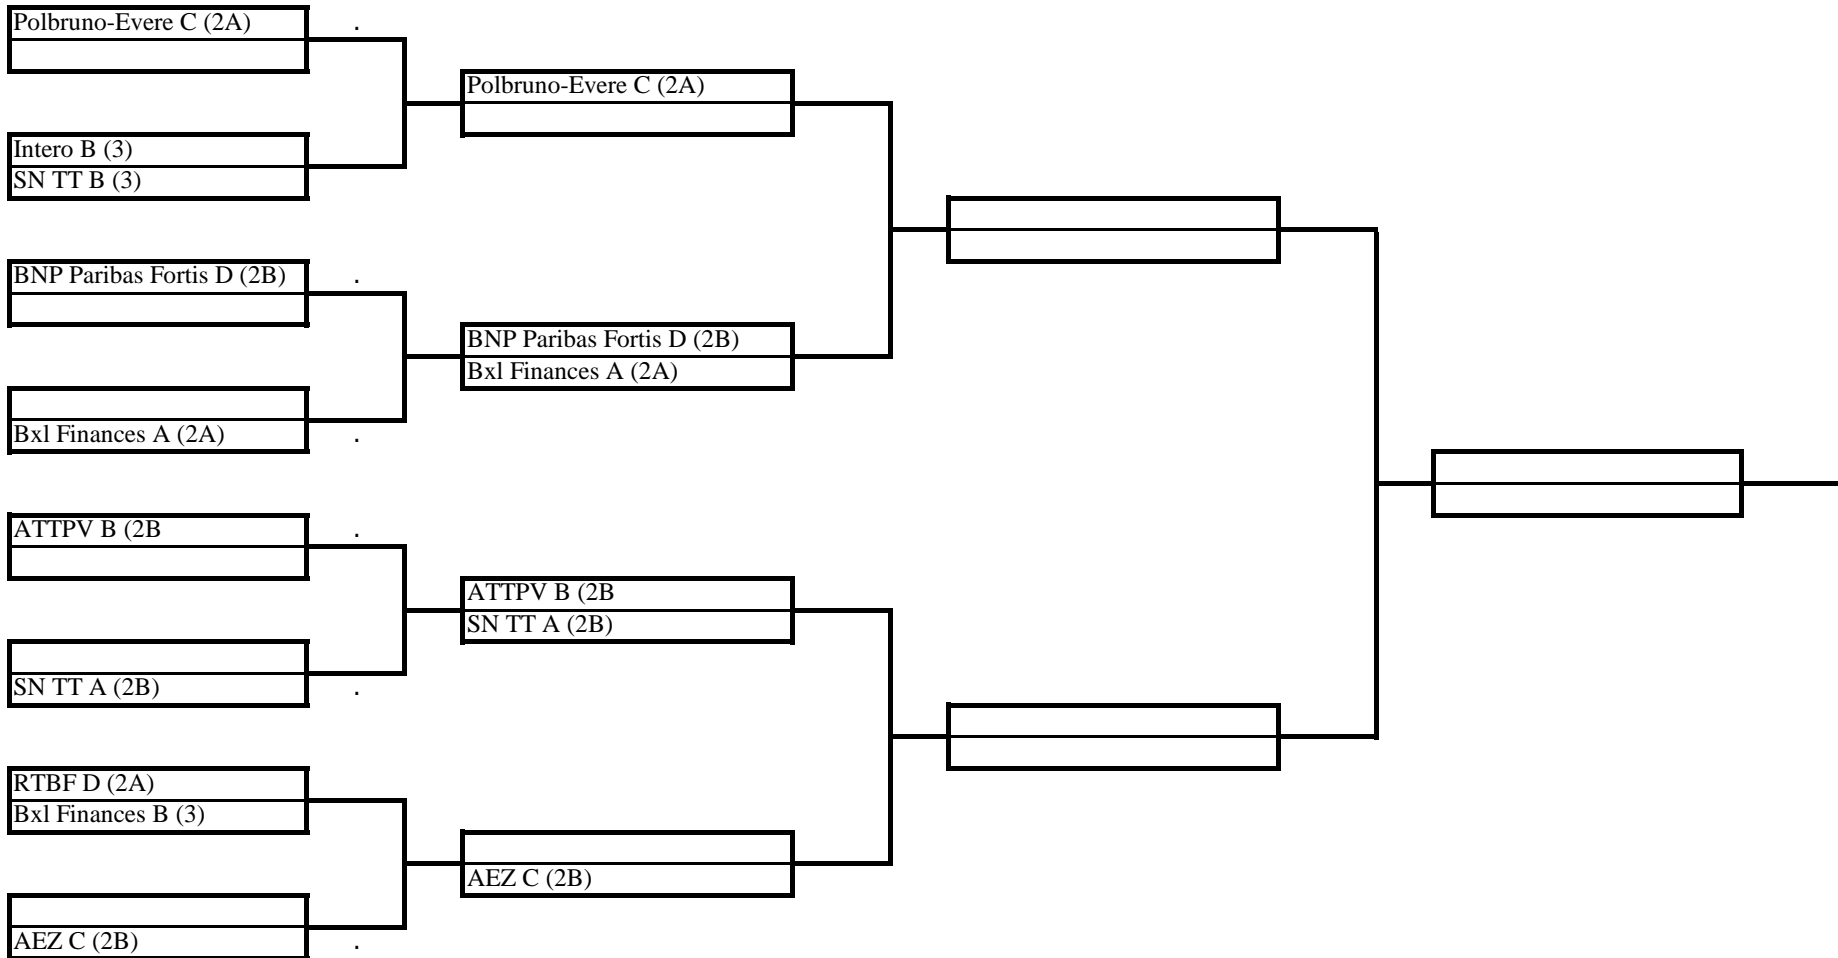 Polbruno-Evere C (2A)
.
Polbruno-Evere C (2A)
Intero B (3)
SN TT B (3)
BNP Paribas Fortis D (2B)
.
BNP Paribas Fortis D (2B)
Bxl Finances A (2A)
Bxl Finances A (2A)
.
ATTPV B (2B
.
ATTPV B (2B
SN TT A (2B)
SN TT A (2B)
.
RTBF D (2A)
Bxl Finances B (3)
AEZ C (2B)
AEZ C (2B)
.